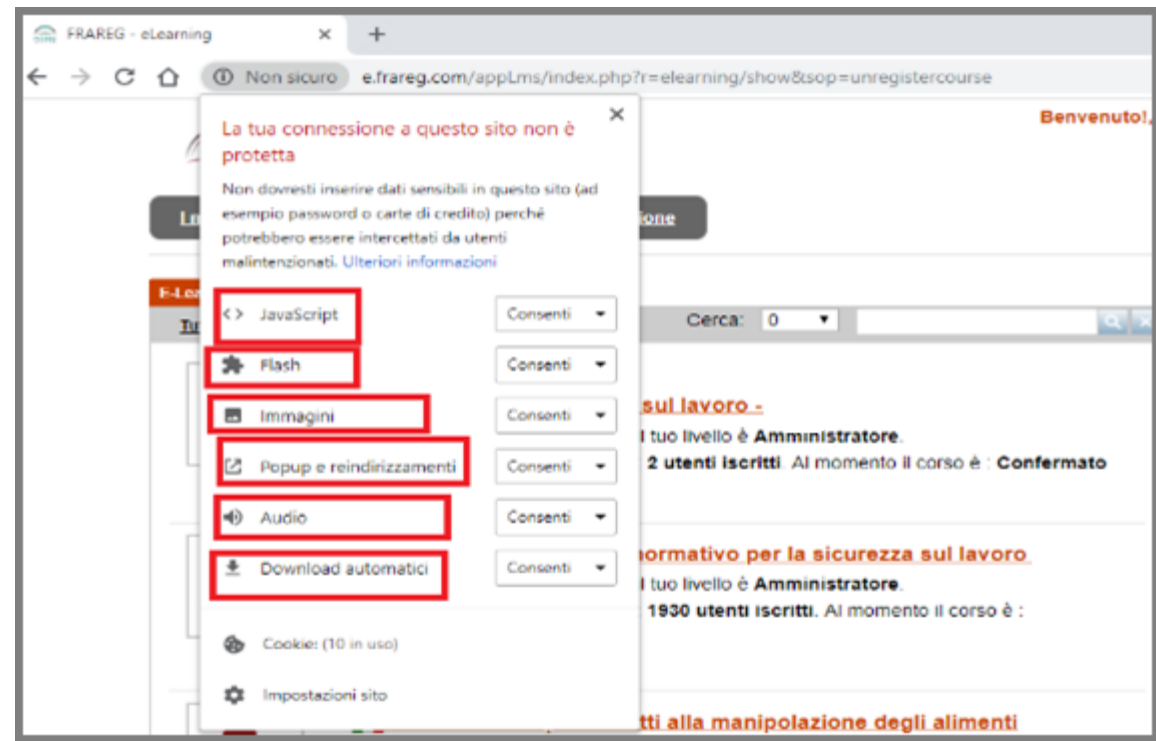 FRAREG - eLearning
Non sicuro e.frareg.com/appLms/index.php?r=elearning/show&sop=unregistercourse
Benvenuto!,
La tua connessione a questo sito non è
protetta
Non dovresti inserire dati sensibili in questo sito (ad
esempio password o carte di credito) perché
potrebbero essere intercettati da utenti
malintenzionati. Ulteriori informazioni
ione
E-Lea
JavaScript Consenti
Cerca: 0
Flash Consenti
Immagini Consenti
sul lavoro -
l tuo livello è Amministratore.
Popup e reindirizzamenti Consenti
2 utenti iscritti. Al momento il corso è : Confermato
Audio Consenti
normativo per la sicurezza sul lavoro
Download automatici Consenti
l tuo livello è Amministratore.
1930 utenti iscritti. Al momento il corso è :
Cookie: (10 in uso)
Impostazioni sito
tti alla manipolazione degli alimenti